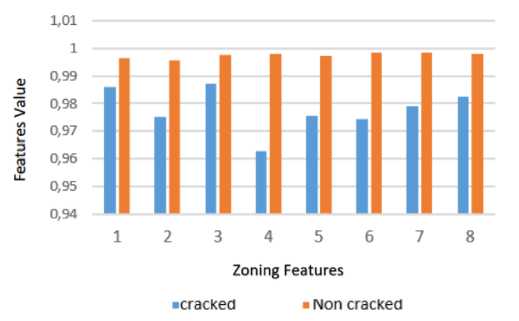 1,01
1
0,99
0,98
0,97
0,96
0,95
0,94
Features Value
1 2 3 4 5 6 7 8
Zoning Features
cracked Non cracked